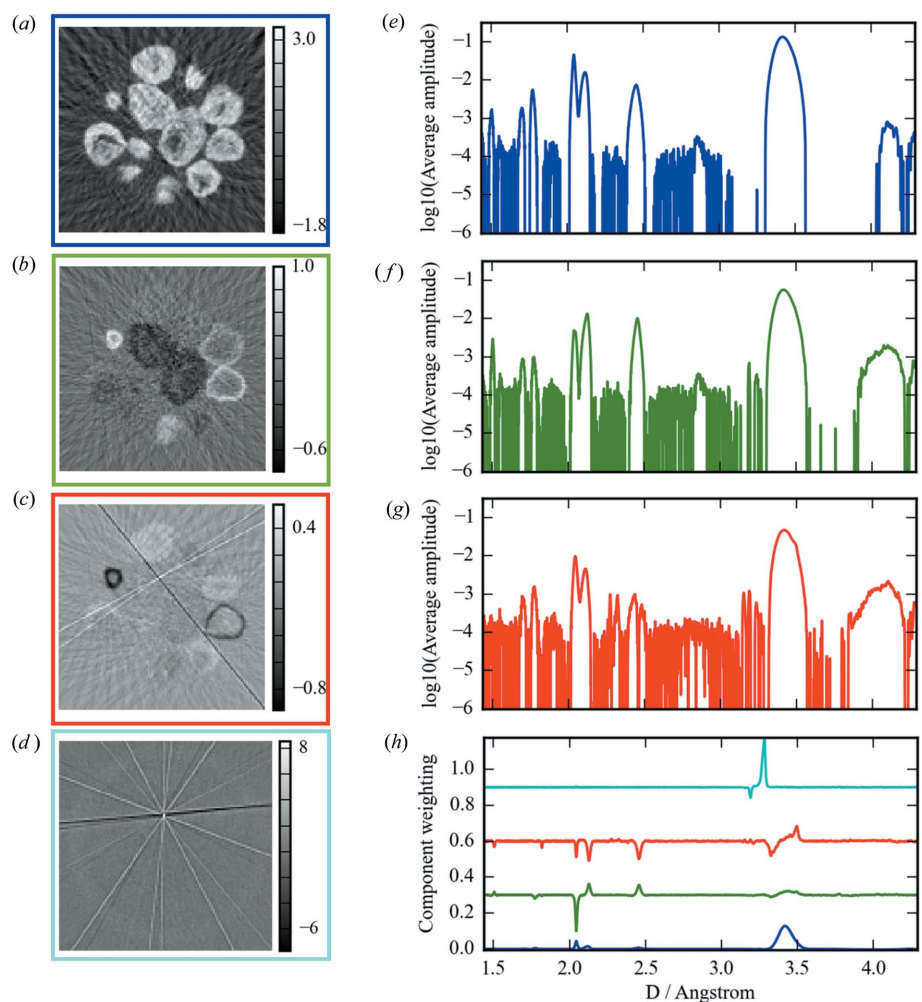 (a)
3.0
−1.8
(b)
1.0
−0.6
(c)
0.4
−0.8
(d)
8
−6
(e)
log10(Average amplitude)
−1
−2
−3
−4
−5
−6
(f)
log10(Average amplitude)
−1
−2
−3
−4
−5
−6
(g)
log10(Average amplitude)
−1
−2
−3
−4
−5
−6
(h)
Component weighting
1.0
0.8
0.6
0.4
0.2
0.0
1.5 2.0 2.5 3.0 3.5 4.0
D / Angstrom